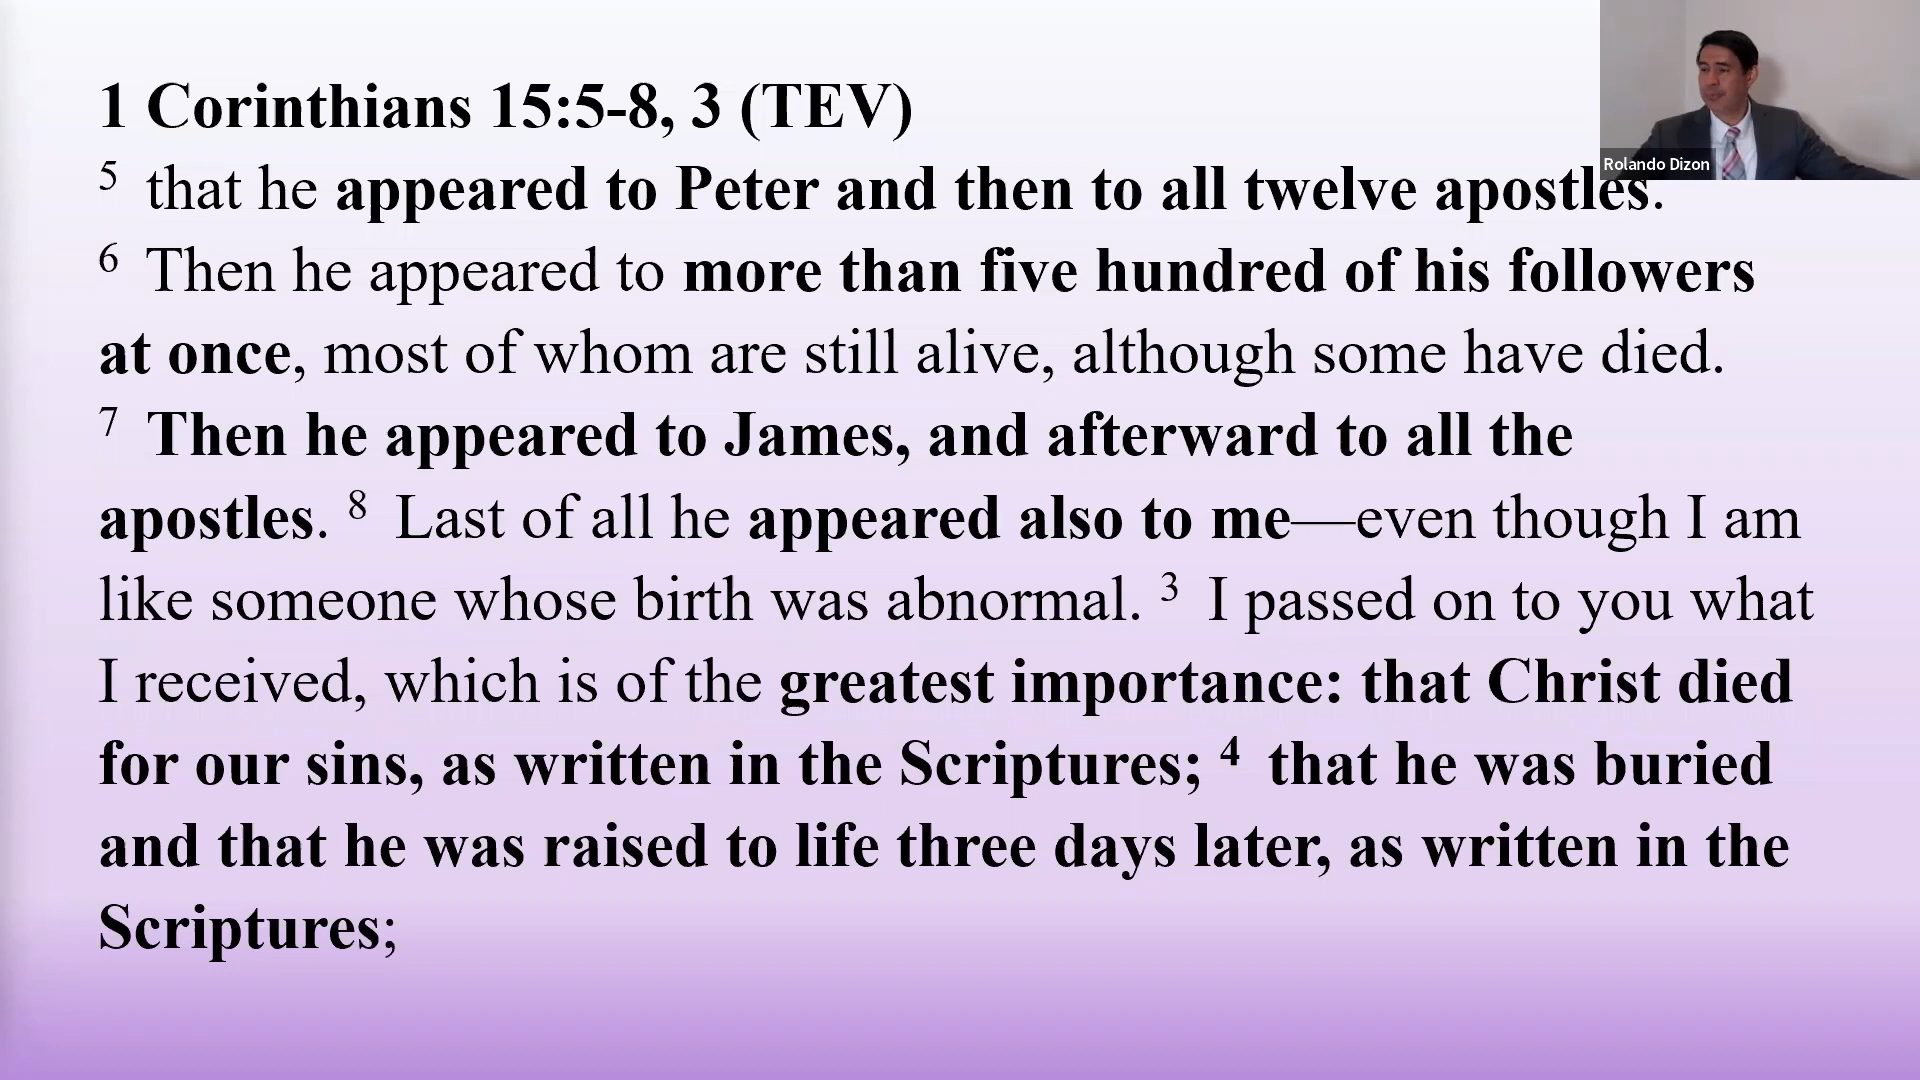 1 Corinthians 15:5-8, 3 (TEV)
Rolando Dizon
5 that he appeared to Peter and then to all twelve apostles.
6 Then he appeared to more than five hundred of his followers
at once, most of whom are still alive, although some have died.
7 Then he appeared to James, and afterward to all the
apostles. 8 Last of all he appeared also to me—even though I am
like someone whose birth was abnormal. 3 I passed on to you what
I received, which is of the greatest importance: that Christ died
for our sins, as written in the Scriptures; 4 that he was buried
and that he was raised to life three days later, as written in the
Scriptures;